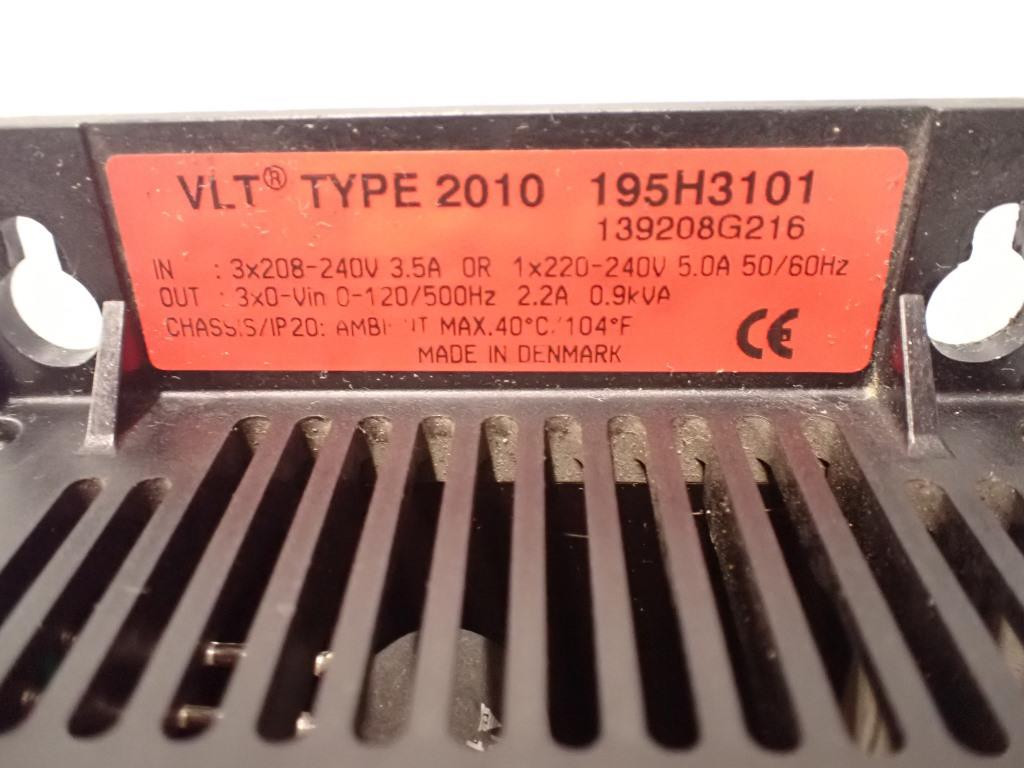 VLT® TYPE 2010 195H3101
139208G216
IN : 3x208-240V 3.5A OR 1x220-240V 5.0A 50/60Hz
OUT : 3x0-Vin 0-120/500Hz 2.2A 0.9kVA
CHASSIS/IP20: MAX.40°C/104°F
MADE IN DENMARK
CE